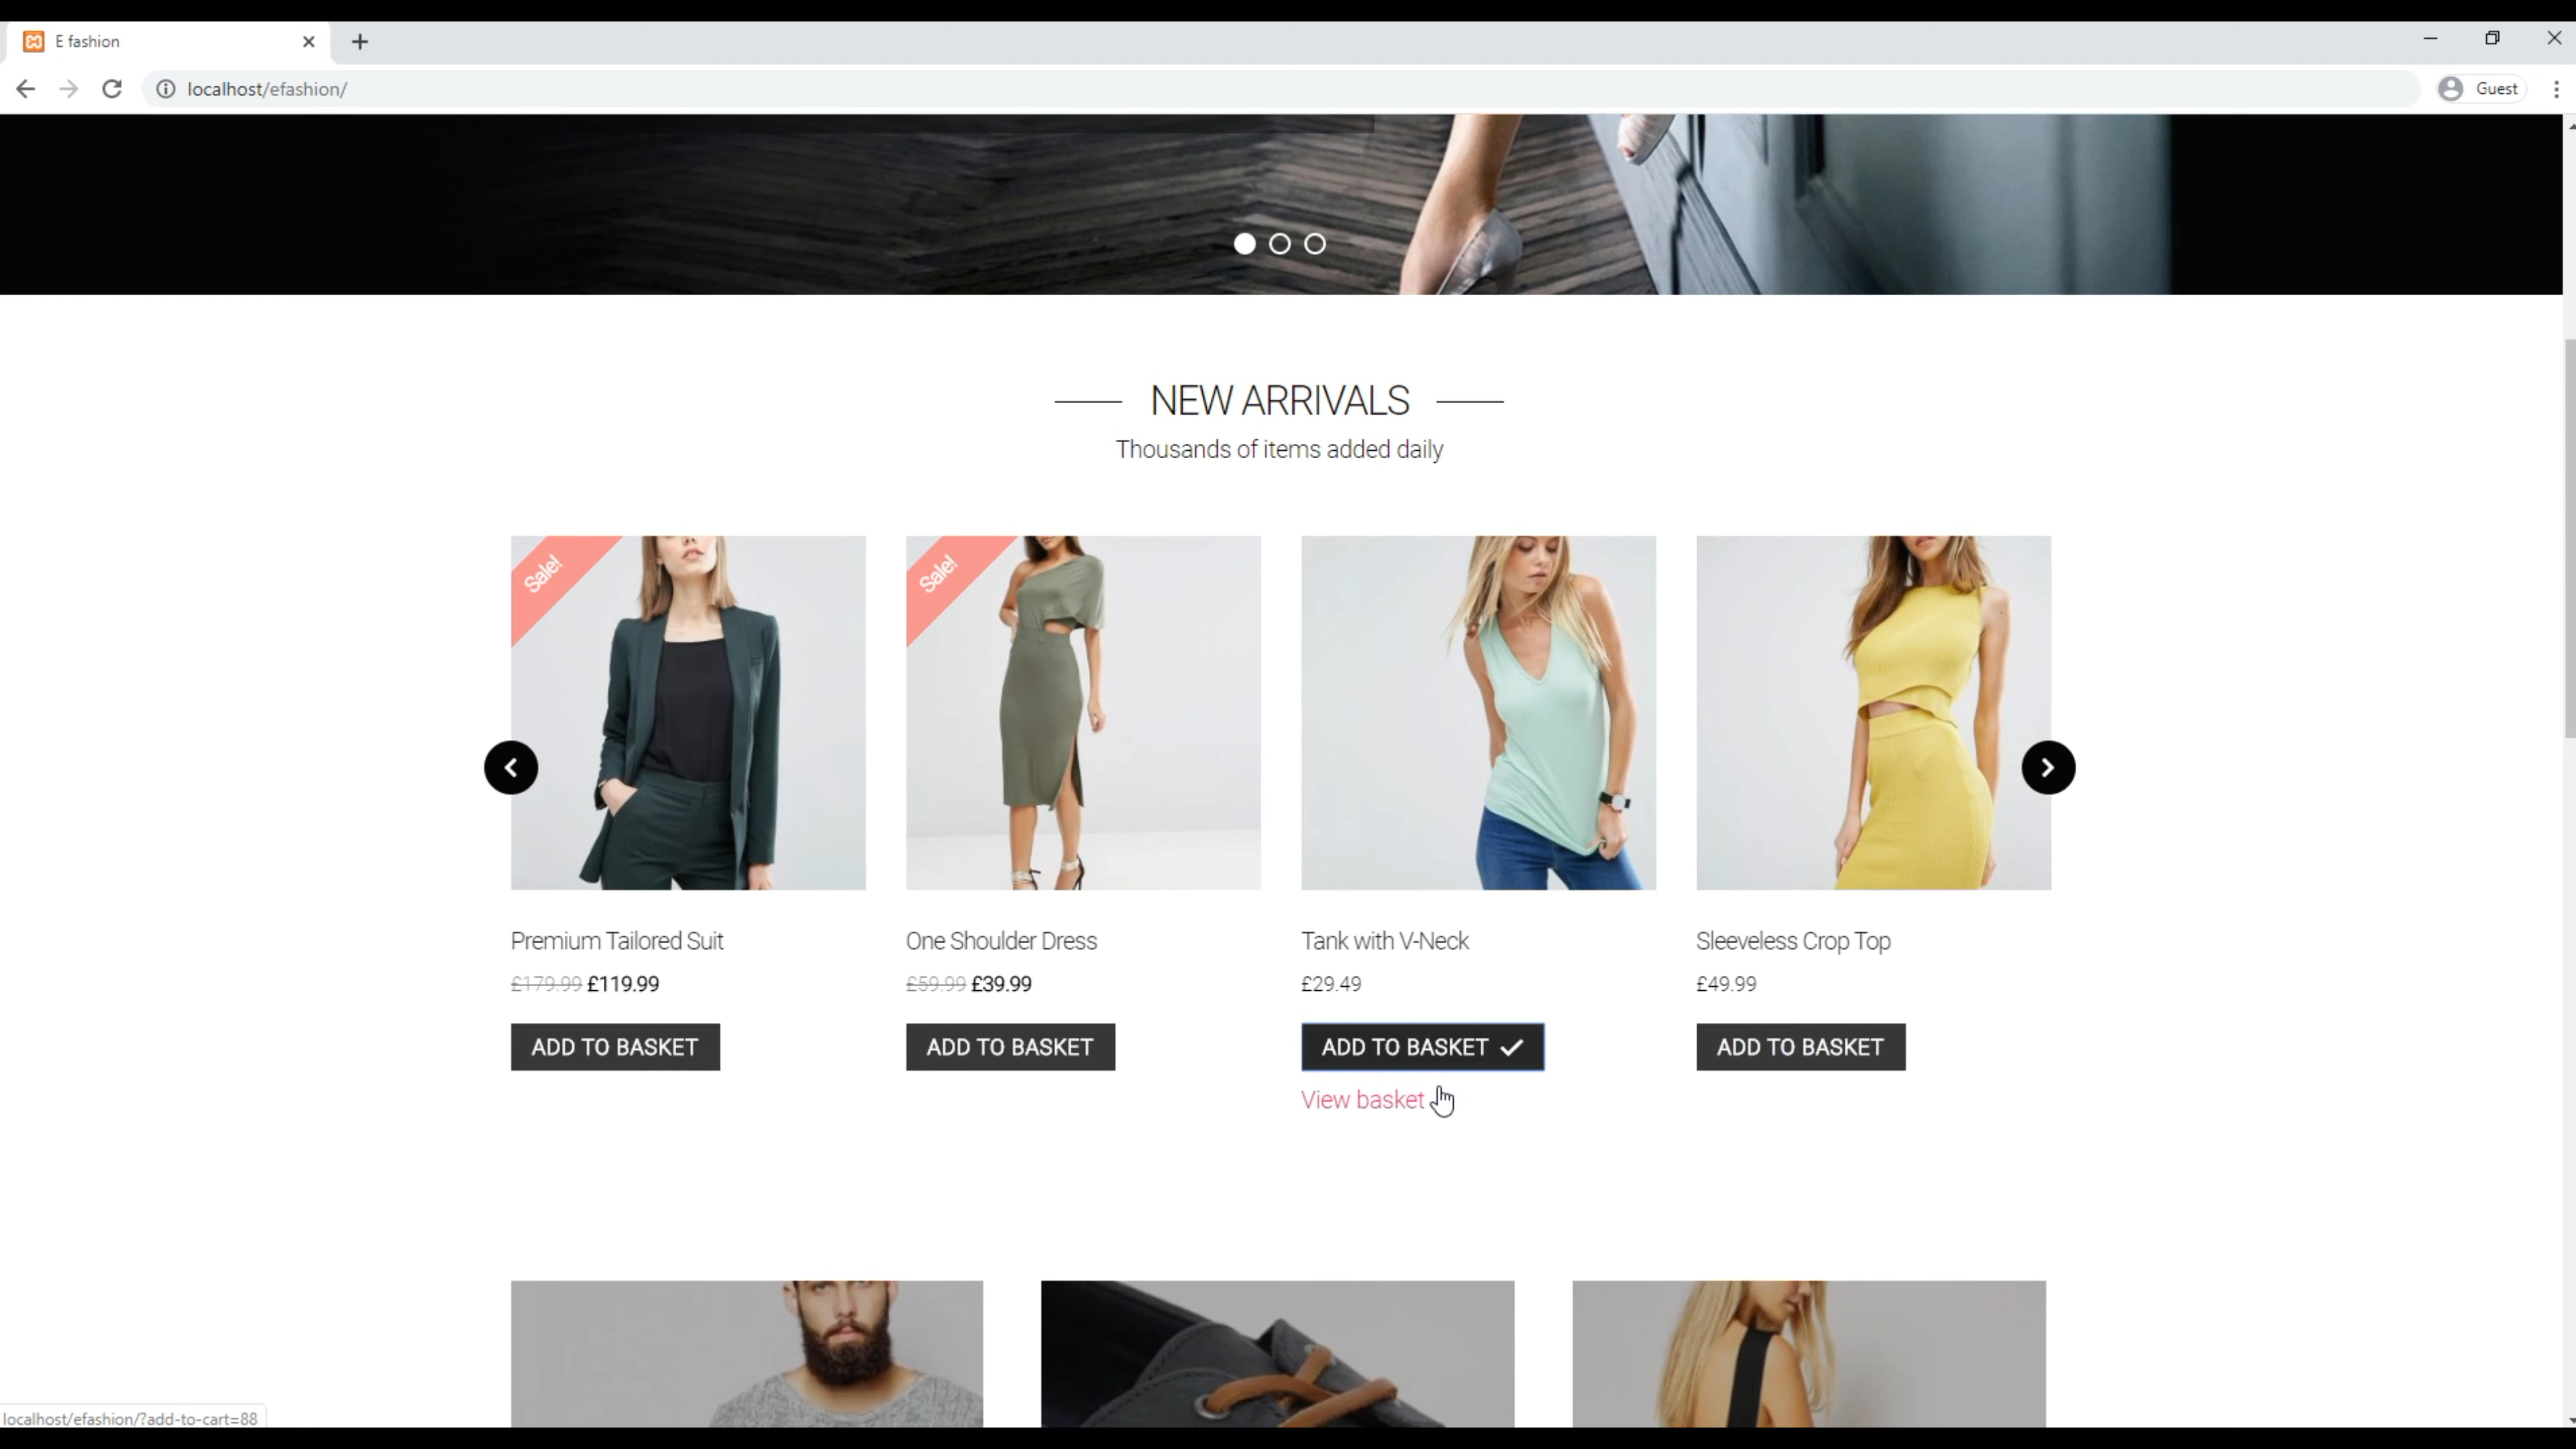 E fashion
localhost/efashion/
Guest
NEW ARRIVALS
Thousands of items added daily
Sale!
Sale!
Premium Tailored Suit
One Shoulder Dress
Tank with V-Neck
Sleeveless Crop Top
£179.99 £119.99
£59.99 £39.99
£29.49
£49.99
ADD TO BASKET
ADD TO BASKET
ADD TO BASKET
ADD TO BASKET
View basket
localhost/efashion/?add-to-cart=88